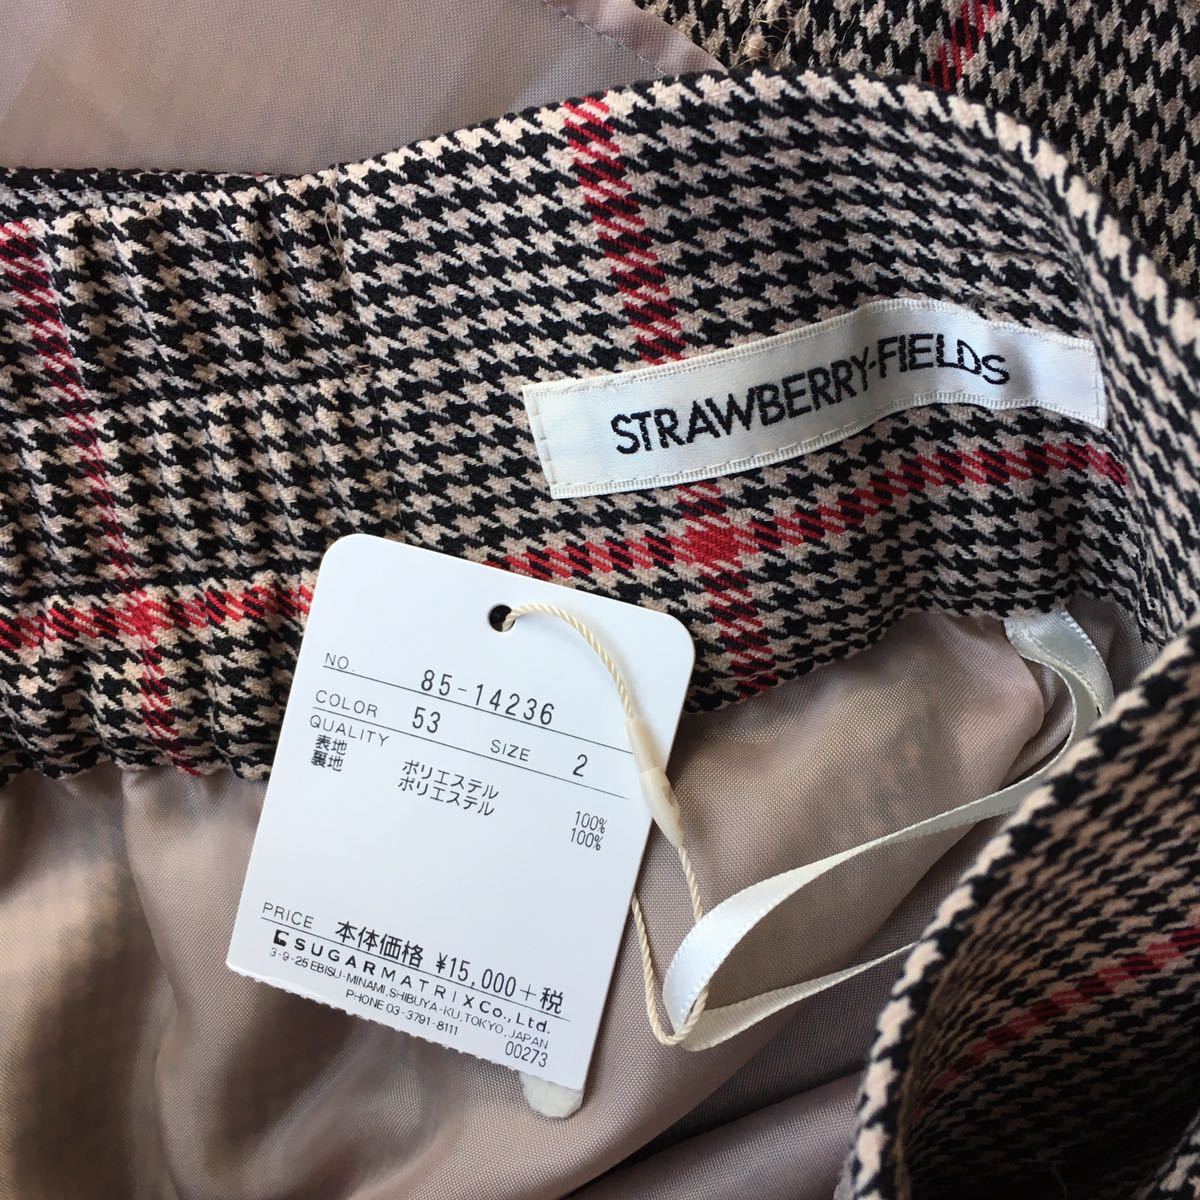 STRAWBERRY-FIELDS
NO. 85-14236
COLOR 53 SIZE 2
QUALITY
表地 ポリエステル 100%
裏地 ポリエステル 100%
PRICE 本体価格 ¥15,000+税
SUGARMATRIX CO., Ltd.
3-9-25 EBISU-MINAMI, SHIBUYA-KU, TOKYO, JAPAN
PHONE 03-3791-8111
00273